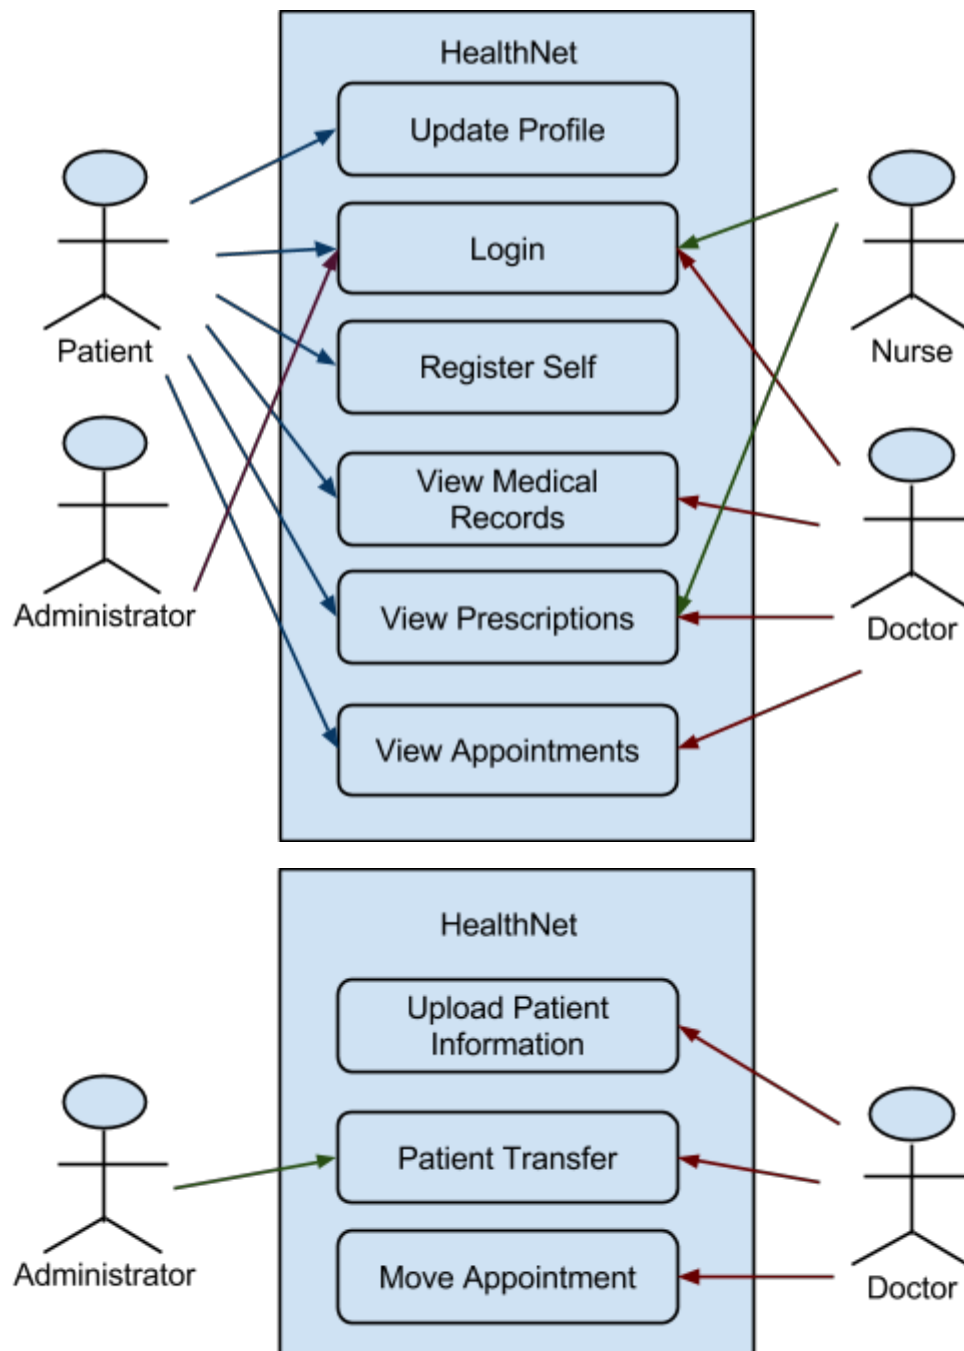 HealthNet
Update Profile
Login
Register Self
View Medical
Records
View Prescriptions
View Appointments
Patient
Administrator
Nurse
Doctor
HealthNet
Upload Patient
Information
Patient Transfer
Move Appointment
Administrator
Doctor